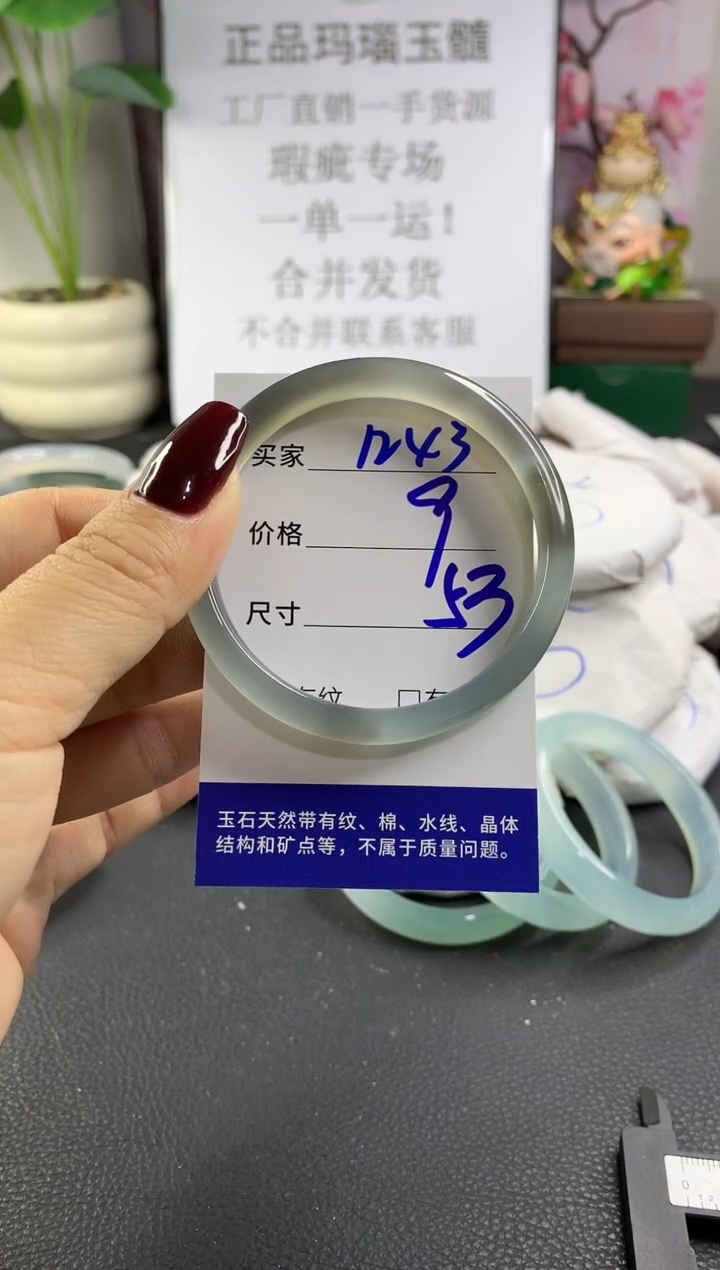 正品玛瑙玉髓
工厂直销一手货源
瑕疵专场
一单一运!
合并发货
不合并联系客服
买家 1243
价格 9
尺寸 53
纹 □有
玉石天然带有纹、棉、水线、晶体
结构和矿点等，不属于质量问题。
0